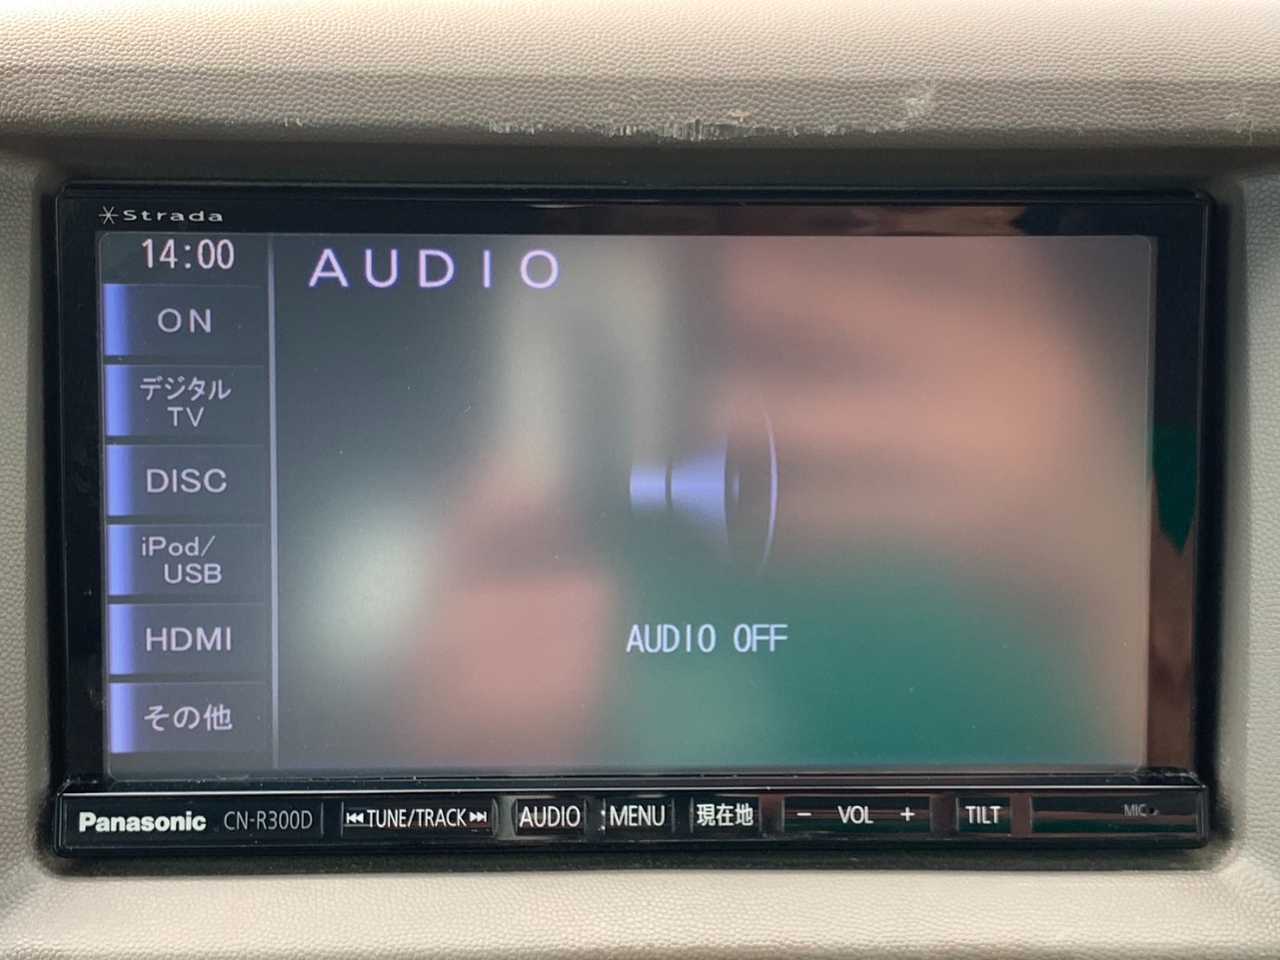 Strada
14:00
AUDIO
ON
デジタル
TV
DISC
iPod/
USB
HDMI
その他
AUDIO OFF
Panasonic CN-R300D TUNE/TRACK AUDIO MENU 現在地 - VOL + TILT MIC